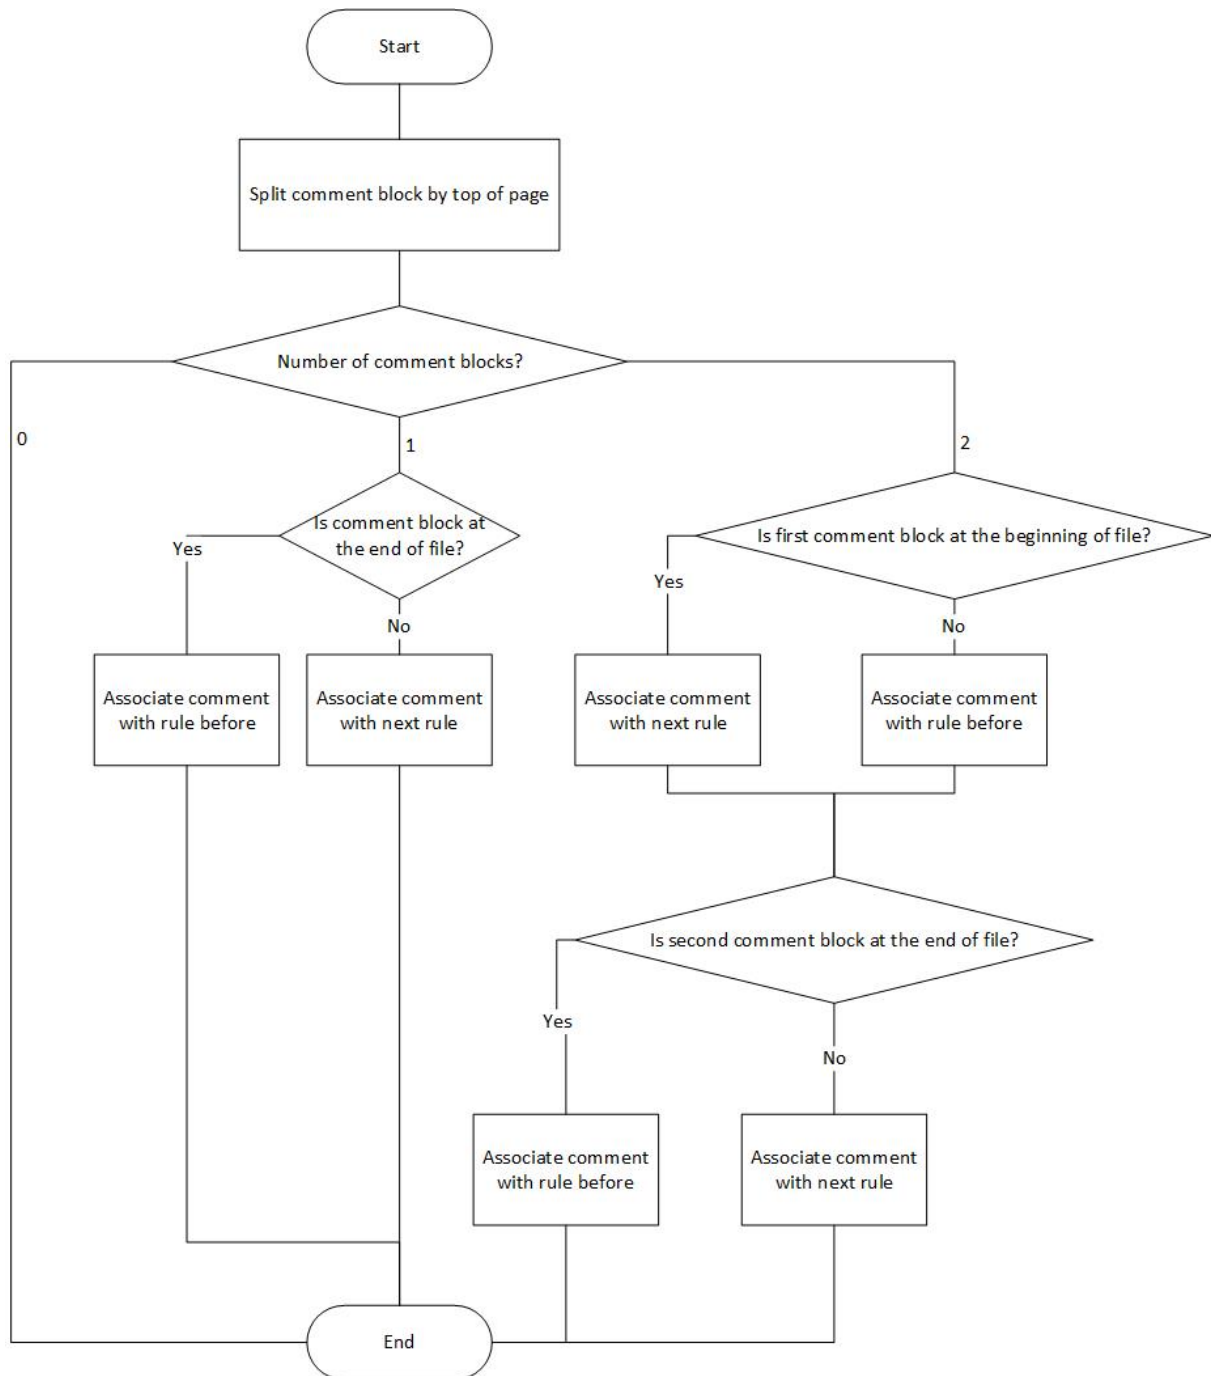 Start
Split comment block by top of page
Number of comment blocks?
0
1
2
Is comment block at
the end of file?
Is first comment block at the beginning of file?
Yes
Yes
No
No
Associate comment
with rule before
Associate comment
with next rule
Associate comment
with next rule
Associate comment
with rule before
Is second comment block at the end of file?
Yes
No
Associate comment
with rule before
Associate comment
with next rule
End